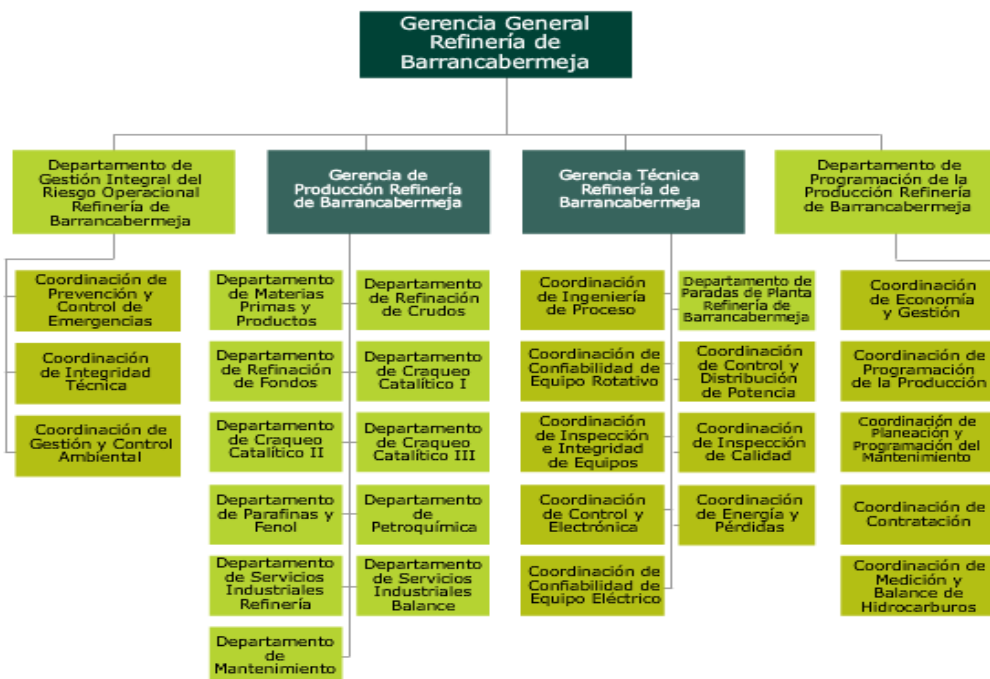 Gerencia General
Refinería de
Barrancabermeja
Departamento de
Gestión Integral del
Riesgo Operacional
Refinería de
Barrancabermeja
Gerencia de
Producción Refinería
de Barrancabermeja
Gerencia Técnica
Refinería de
Barrancabermeja
Departamento de
Programación de la
Producción Refinería
de Barrancabermeja
Coordinación de
Prevención y
Control de
Emergencias
Coordinación
de Integridad
Técnica
Coordinación de
Gestión y Control
Ambiental
Departamento
de Materias
Primas y
Productos
Departamento
de Refinación
de Crudos
Departamento
de Refinación
de Fondos
Departamento
de Craqueo
Catalítico I
Departamento
de Craqueo
Catalítico II
Departamento
de Craqueo
Catalítico III
Departamento
de Parafinas y
Fenol
Departamento
de
Petroquímica
Departamento
de Servicios
Industriales
Refinería
Departamento
de Servicios
Industriales
Balance
Departamento
de
Mantenimiento
Coordinación
de Ingeniería
de Proceso
Departamento de
Paradas de Planta
Refinería de
Barrancabermeja
Coordinación de
Confiabilidad de
Equipo Rotativo
Coordinación de
Control y
Distribución
de Potencia
Coordinación
de Inspección
e Integridad
de Equipos
Coordinación
de Inspección
de Calidad
Coordinación
de Control y
Electrónica
Coordinación
de Energía y
Pérdidas
Coordinación de
Confiabilidad de
Equipo Eléctrico
Coordinación
de Economía
y Gestión
Coordinación de
Programación
de la Producción
Coordinación de
Planeación y
Programación del
Mantenimiento
Coordinación de
Contratación
Coordinación de
Medición y
Balance de
Hidrocarburos